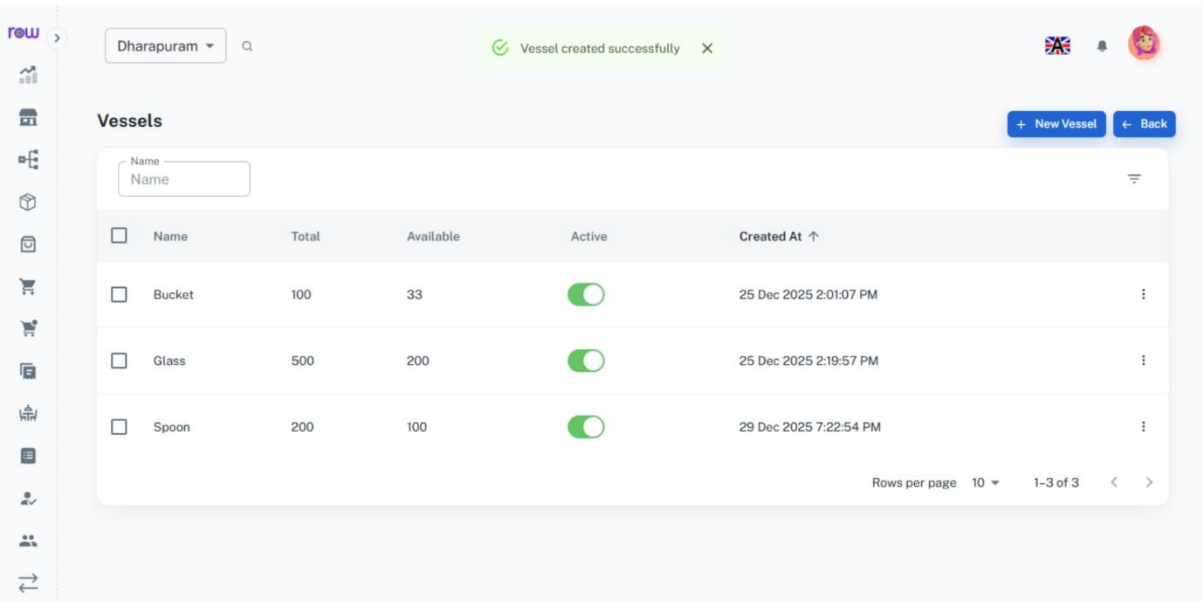 row
Dharapuram
Vessel created successfully
Vessels
+ New Vessel
← Back
Name
Name
Name Total Available Active Created At ↑
Bucket 100 33 25 Dec 2025 2:01:07 PM
Glass 500 200 25 Dec 2025 2:19:57 PM
Spoon 200 100 29 Dec 2025 7:22:54 PM
Rows per page 10 1–3 of 3